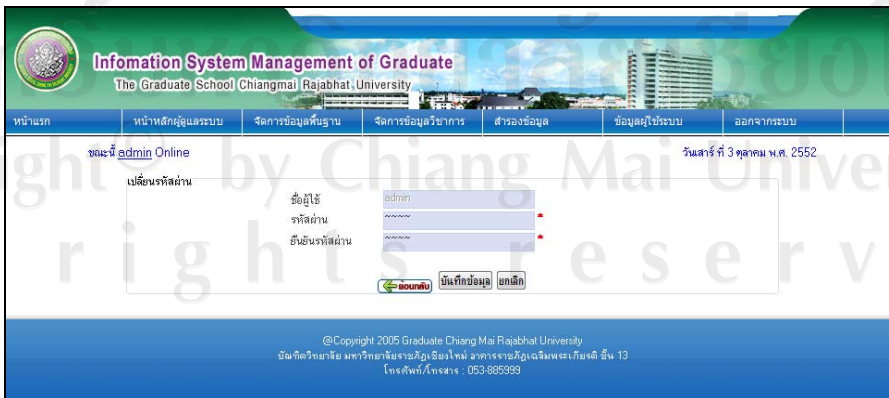 Infomation System Management of Graduate
The Graduate School Chiangmai Rajabhat University
หน้าแรก หน้าหลักผู้ดูแลระบบ จัดการข้อมูลพื้นฐาน จัดการข้อมูลวิชาการ สำรองข้อมูล ข้อมูลผู้ใช้ระบบ ออกจากระบบ
ขณะนี้ admin Online วันเสาร์ ที่ 3 ตุลาคม พ.ศ. 2552
เปลี่ยนรหัสผ่าน
ชื่อผู้ใช้ admin
รหัสผ่าน ~~~~ *
ยืนยันรหัสผ่าน ~~~~ *
ย้อนกลับ บันทึกข้อมูล ยกเลิก
@Copyright 2005 Graduate Chiang Mai Rajabhat University
บัณฑิตวิทยาลัย มหาวิทยาลัยราชภัฏเชียงใหม่ อาคารราชภัฏเฉลิมพระเกียรติ ชั้น 13
โทรศัพท์/โทรสาร : 053-885999
ght by Chiang Mai Unive
rights reserv